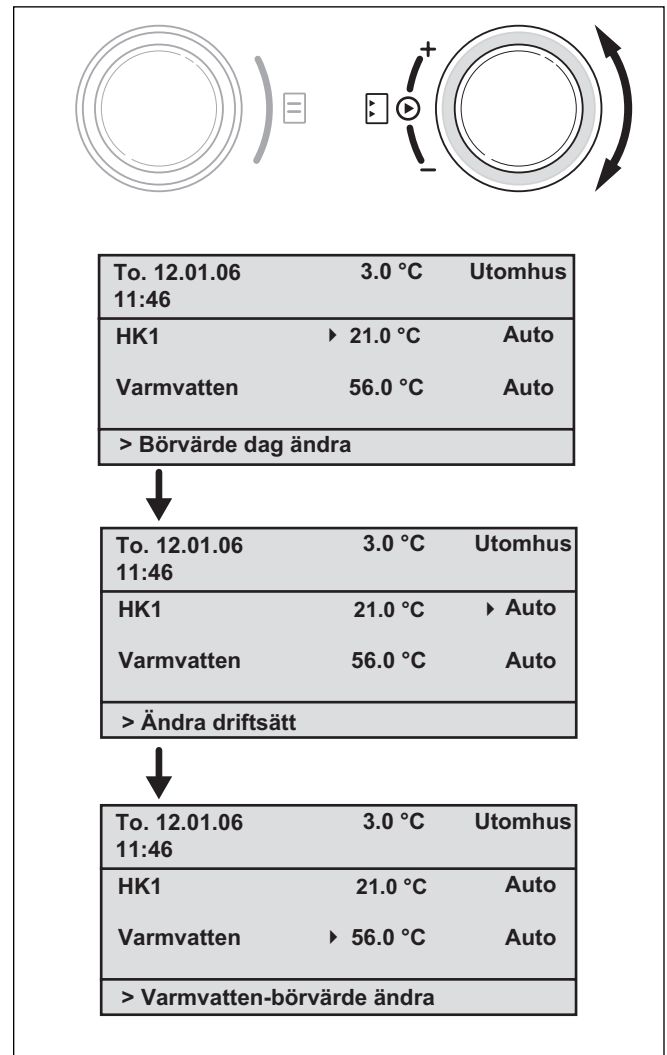 +
−
To. 12.01.06 3.0 °C Utomhus
11:46
HK1 21.0 °C Auto
Varmvatten 56.0 °C Auto
> Börvärde dag ändra
To. 12.01.06 3.0 °C Utomhus
11:46
HK1 21.0 °C Auto
Varmvatten 56.0 °C Auto
> Ändra driftsätt
To. 12.01.06 3.0 °C Utomhus
11:46
HK1 21.0 °C Auto
Varmvatten 56.0 °C Auto
> Varmvatten-börvärde ändra